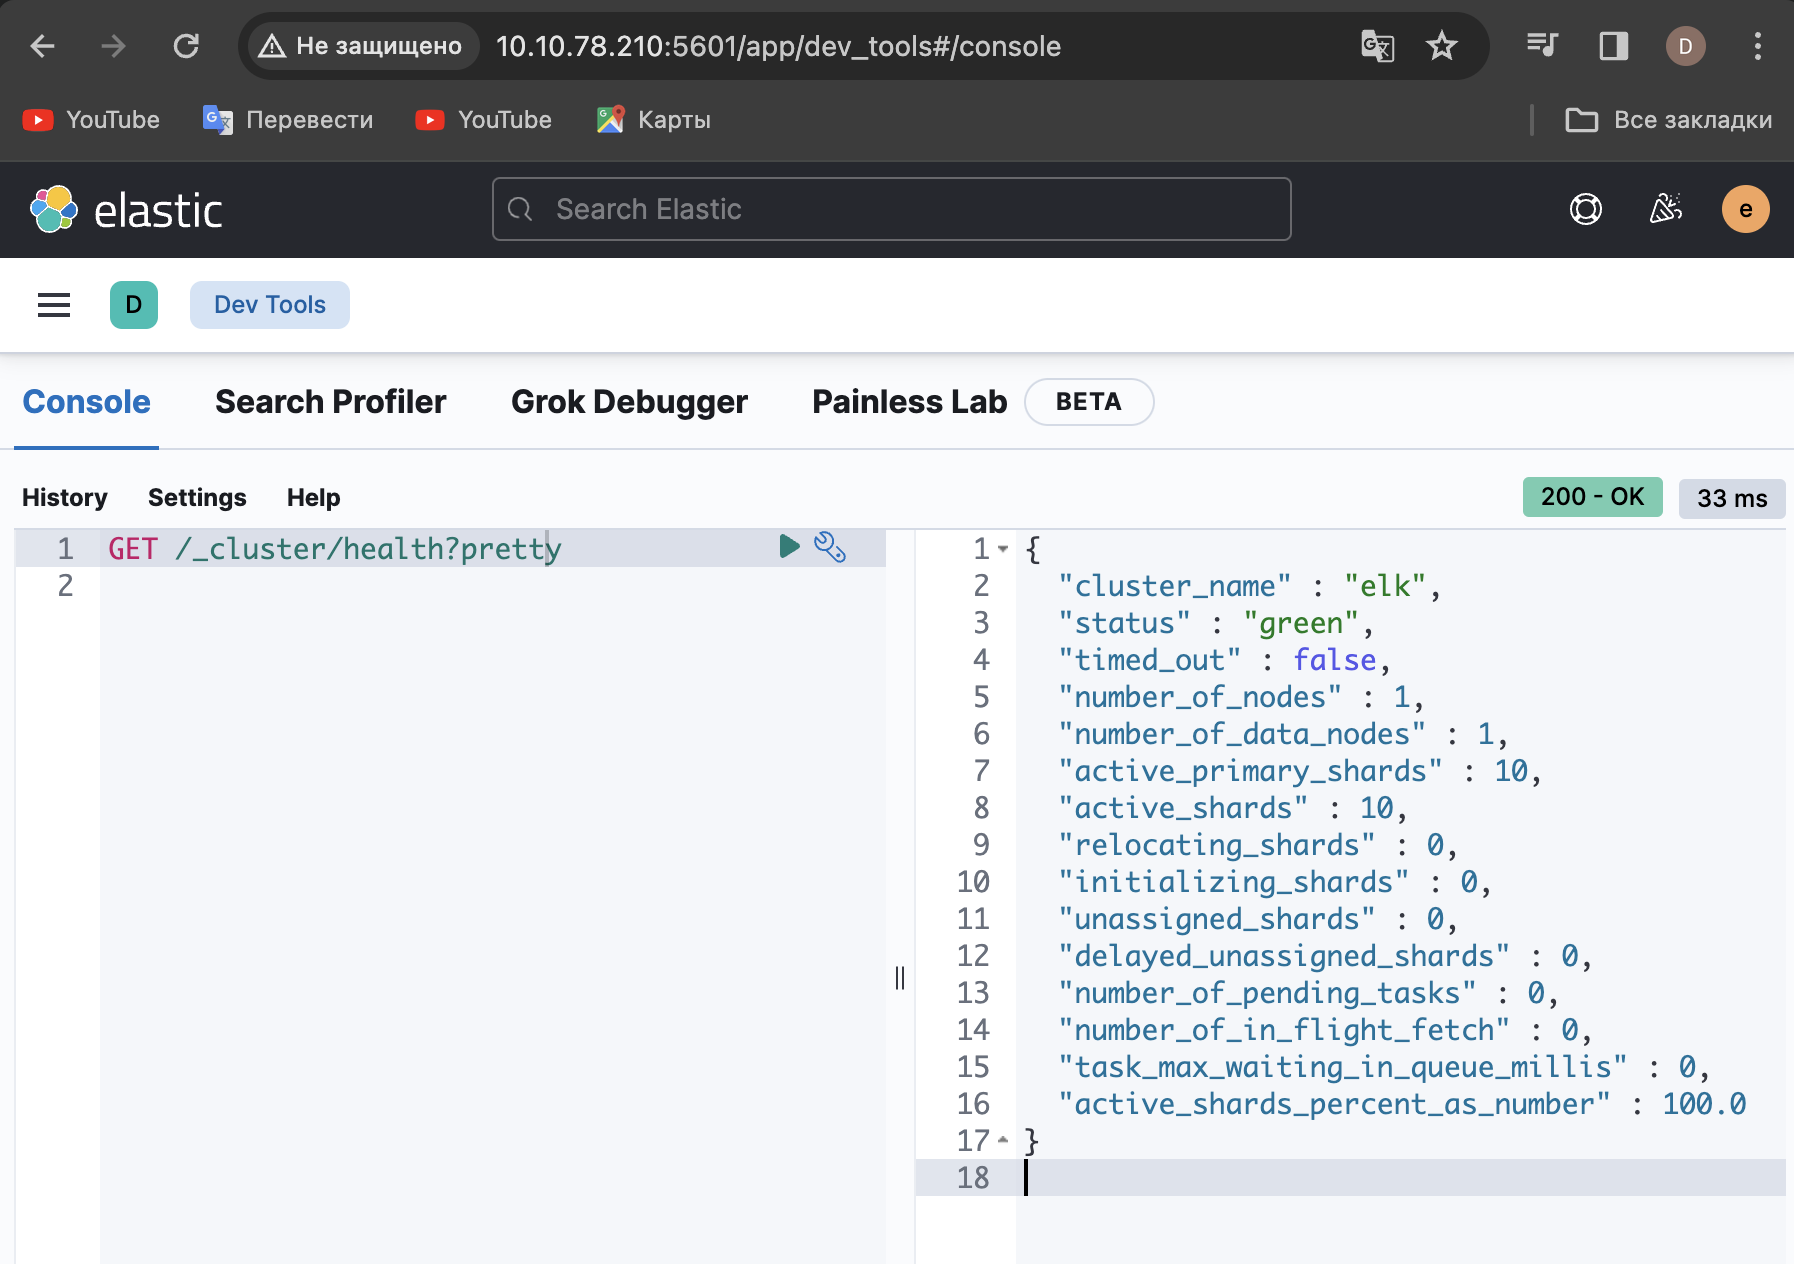 Не защищено 10.10.78.210:5601/app/dev_tools#/console D
YouTube Перевести YouTube Карты Все закладки
elastic Search Elastic e
D Dev Tools
Console Search Profiler Grok Debugger Painless Lab BETA
History Settings Help 200 - OK 33 ms
1 GET /_cluster/health?pretty
2
1 {
2 "cluster_name" : "elk",
3 "status" : "green",
4 "timed_out" : false,
5 "number_of_nodes" : 1,
6 "number_of_data_nodes" : 1,
7 "active_primary_shards" : 10,
8 "active_shards" : 10,
9 "relocating_shards" : 0,
10 "initializing_shards" : 0,
11 "unassigned_shards" : 0,
12 "delayed_unassigned_shards" : 0,
13 "number_of_pending_tasks" : 0,
14 "number_of_in_flight_fetch" : 0,
15 "task_max_waiting_in_queue_millis" : 0,
16 "active_shards_percent_as_number" : 100.0
17 }
18